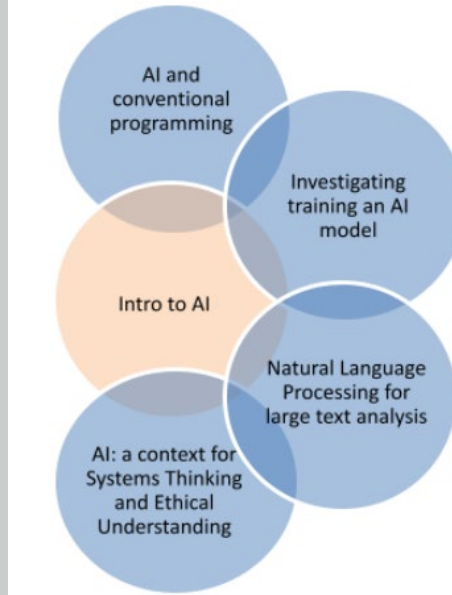 AI and
conventional
programming
Investigating
training an AI
model
Intro to AI
Natural Language
Processing for
large text analysis
AI: a context for
Systems Thinking
and Ethical
Understanding